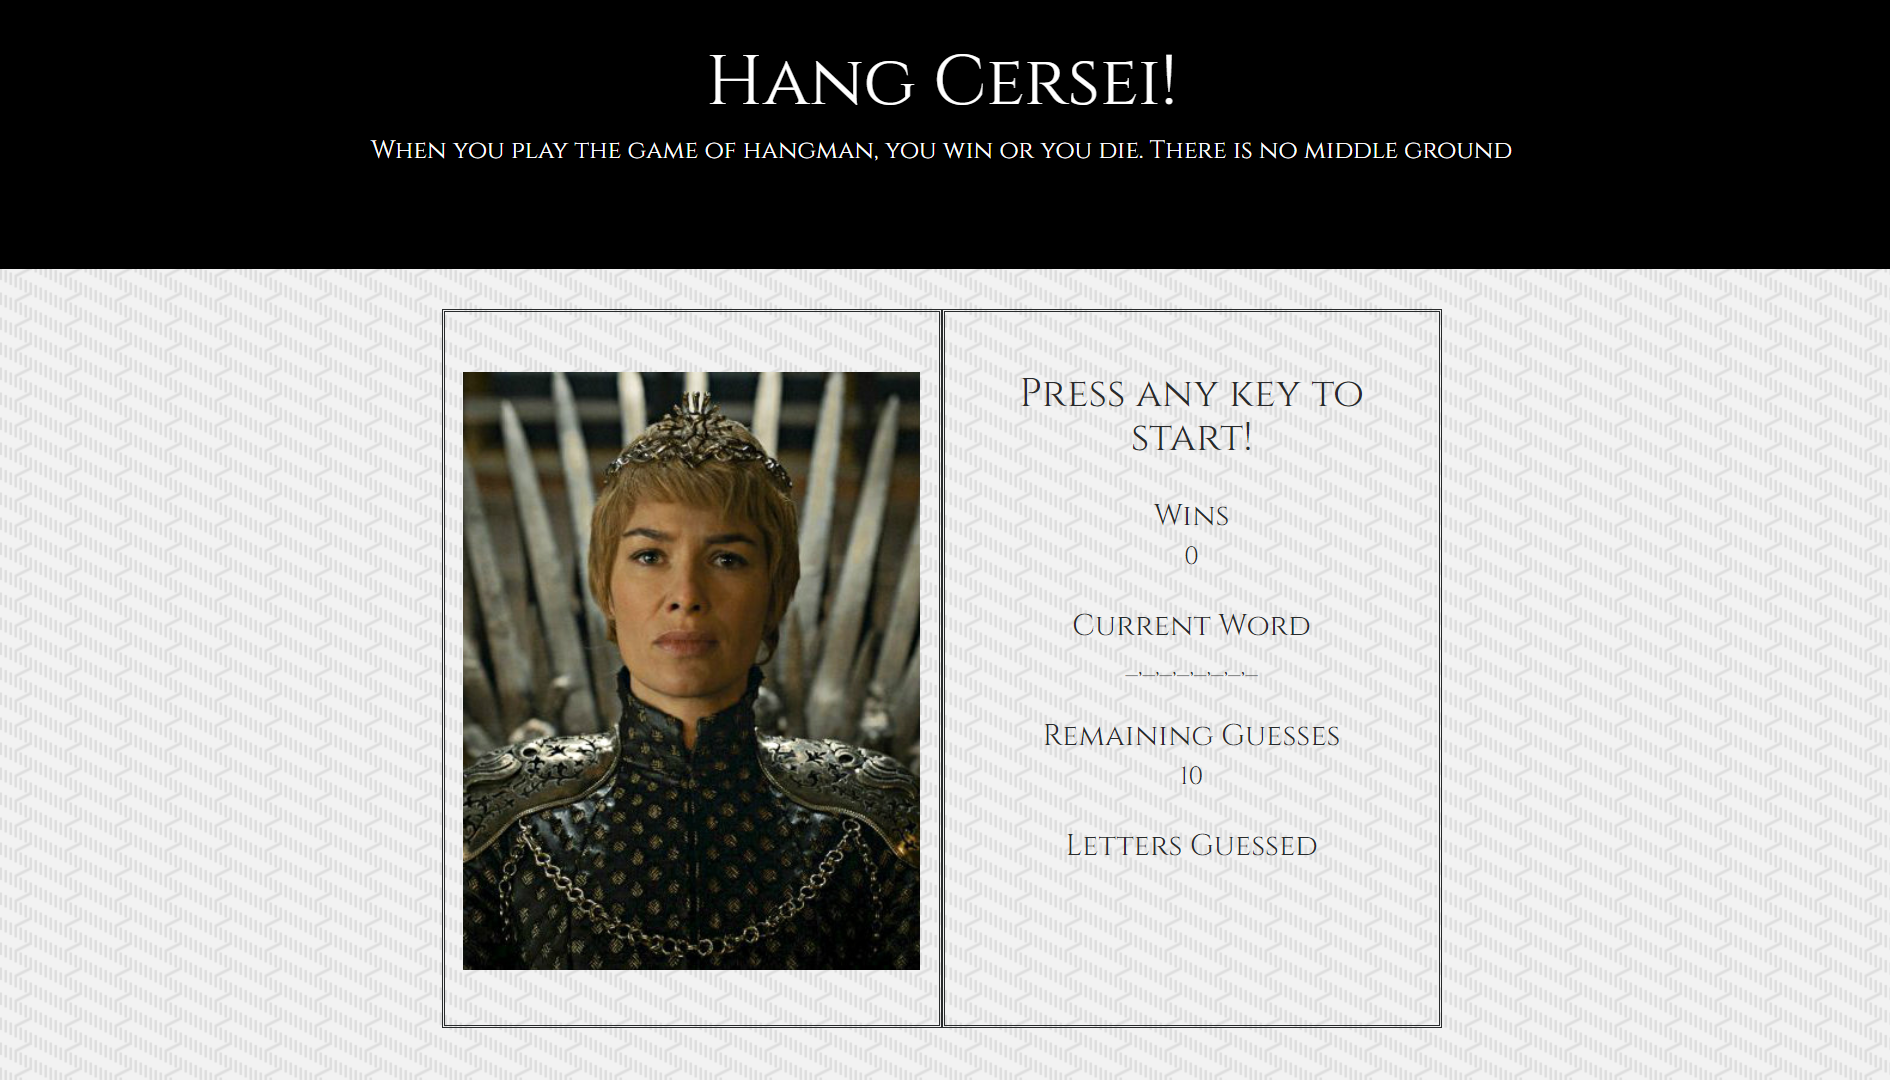 Hang Cersei!
When you play the game of hangman, you win or you die. There is no middle ground
Press any key to
start!
Wins
0
Current Word
_,_,_,_,_,_,_,_
Remaining Guesses
10
Letters Guessed